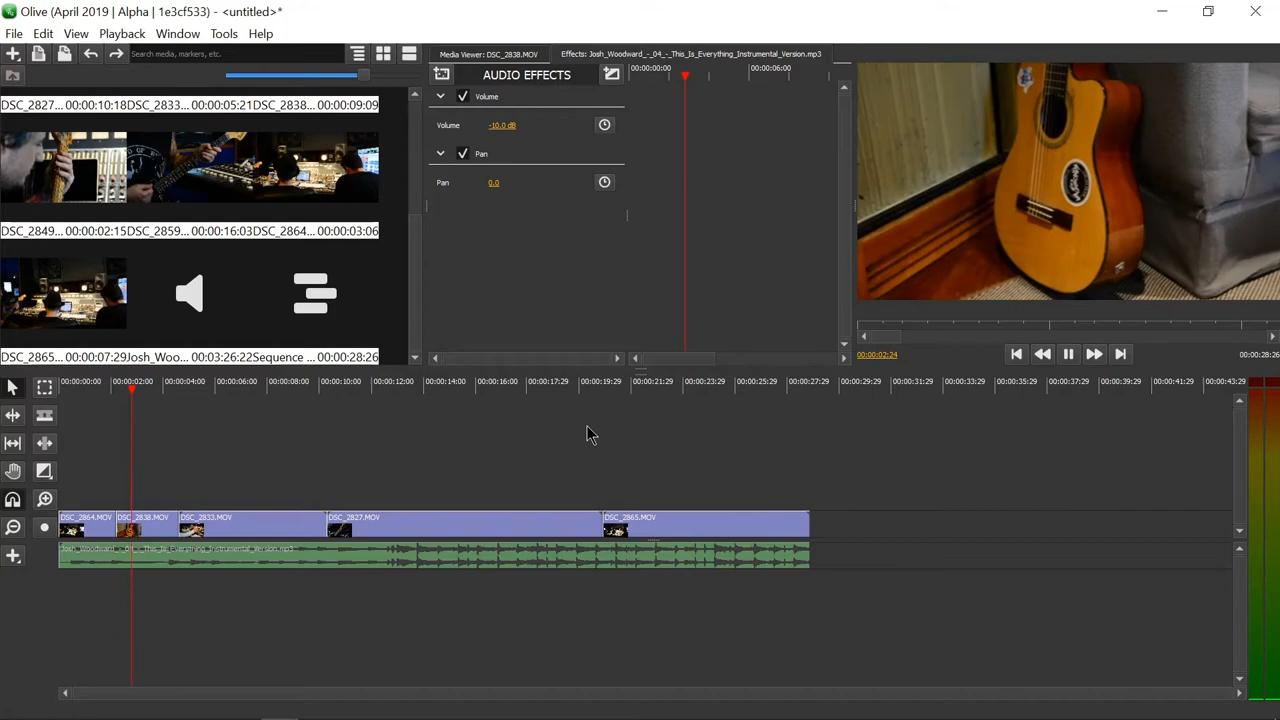 Olive (April 2019 | Alpha | 1e3cf533) - <untitled>*
File Edit View Playback Window Tools Help
Search media, markers, etc.
Media Viewer: DSC_2838.MOV
Effects: Josh_Woodward_-_04_-_This_Is_Everything_Instrumental_Version.mp3
AUDIO EFFECTS
00:00:00:00
00:00:06:00
DSC_2827... 00:00:10:18
DSC_2833... 00:00:05:21
DSC_2838... 00:00:09:09
Volume
Volume -10.0 dB
Pan
Pan 0.0
DSC_2849... 00:00:02:15
DSC_2859... 00:00:16:03
DSC_2864... 00:00:03:06
DSC_2865... 00:00:07:29
Josh_Woo... 00:03:26:22
Sequence ... 00:00:28:26
00:00:02:24
00:00:28:26
00:00:00:00 00:00:02:00 00:00:04:00 00:00:06:00 00:00:08:00 00:00:10:00 00:00:12:00 00:00:14:00 00:00:16:00 00:00:17:29 00:00:19:29 00:00:21:29 00:00:23:29 00:00:25:29 00:00:27:29 00:00:29:29 00:00:31:29 00:00:33:29 00:00:35:29 00:00:37:29 00:00:39:29 00:00:41:29 00:00:43:29
DSC_2864.MOV DSC_2838.MOV DSC_2833.MOV DSC_2827.MOV DSC_2865.MOV
Josh_Woodward_-_04_-_This_Is_Everything_Instrumental_Version.mp3